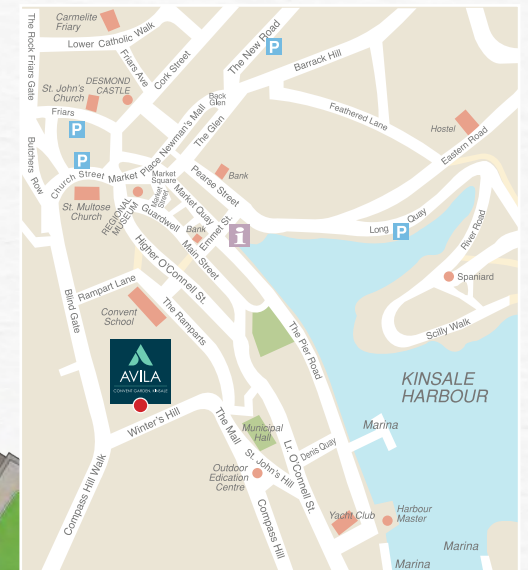 The Rock Friars Gate
Carmelite
Friary
Lower Catholic Walk
Friars Ave
Cork Street
The New Road
P
Barrack Hill
St. John's
Church
DESMOND
CASTLE
Friars
P
Back
Glen
Feathered Lane
Hostel
Eastern Road
Butchers Row
P
Church Street
Market Place
Newman's Mall
The Glen
Market
Square
Market
Street
Pearse Street
Bank
St. Multose
Church
REGIONAL
MUSEUM
Market Quay
Guardwell
Bank
Emmet St.
i
Main Street
Long Quay
P
River Road
Higher O'Connell St.
Spaniard
Blind Gate
Rampart Lane
Convent
School
The Ramparts
The Pier Road
Scilly Walk
AVILA
CONVENT GARDEN, KINSALE
KINSALE
HARBOUR
Winter's Hill
The Mall
Municipal
Hall
Marina
Denis Quay
St. John's Hill
Lr. O'Connell St.
Outdoor
Edication
Centre
Compass Hill Walk
Compass Hill
Yacht Club
Harbour
Master
Marina
Marina